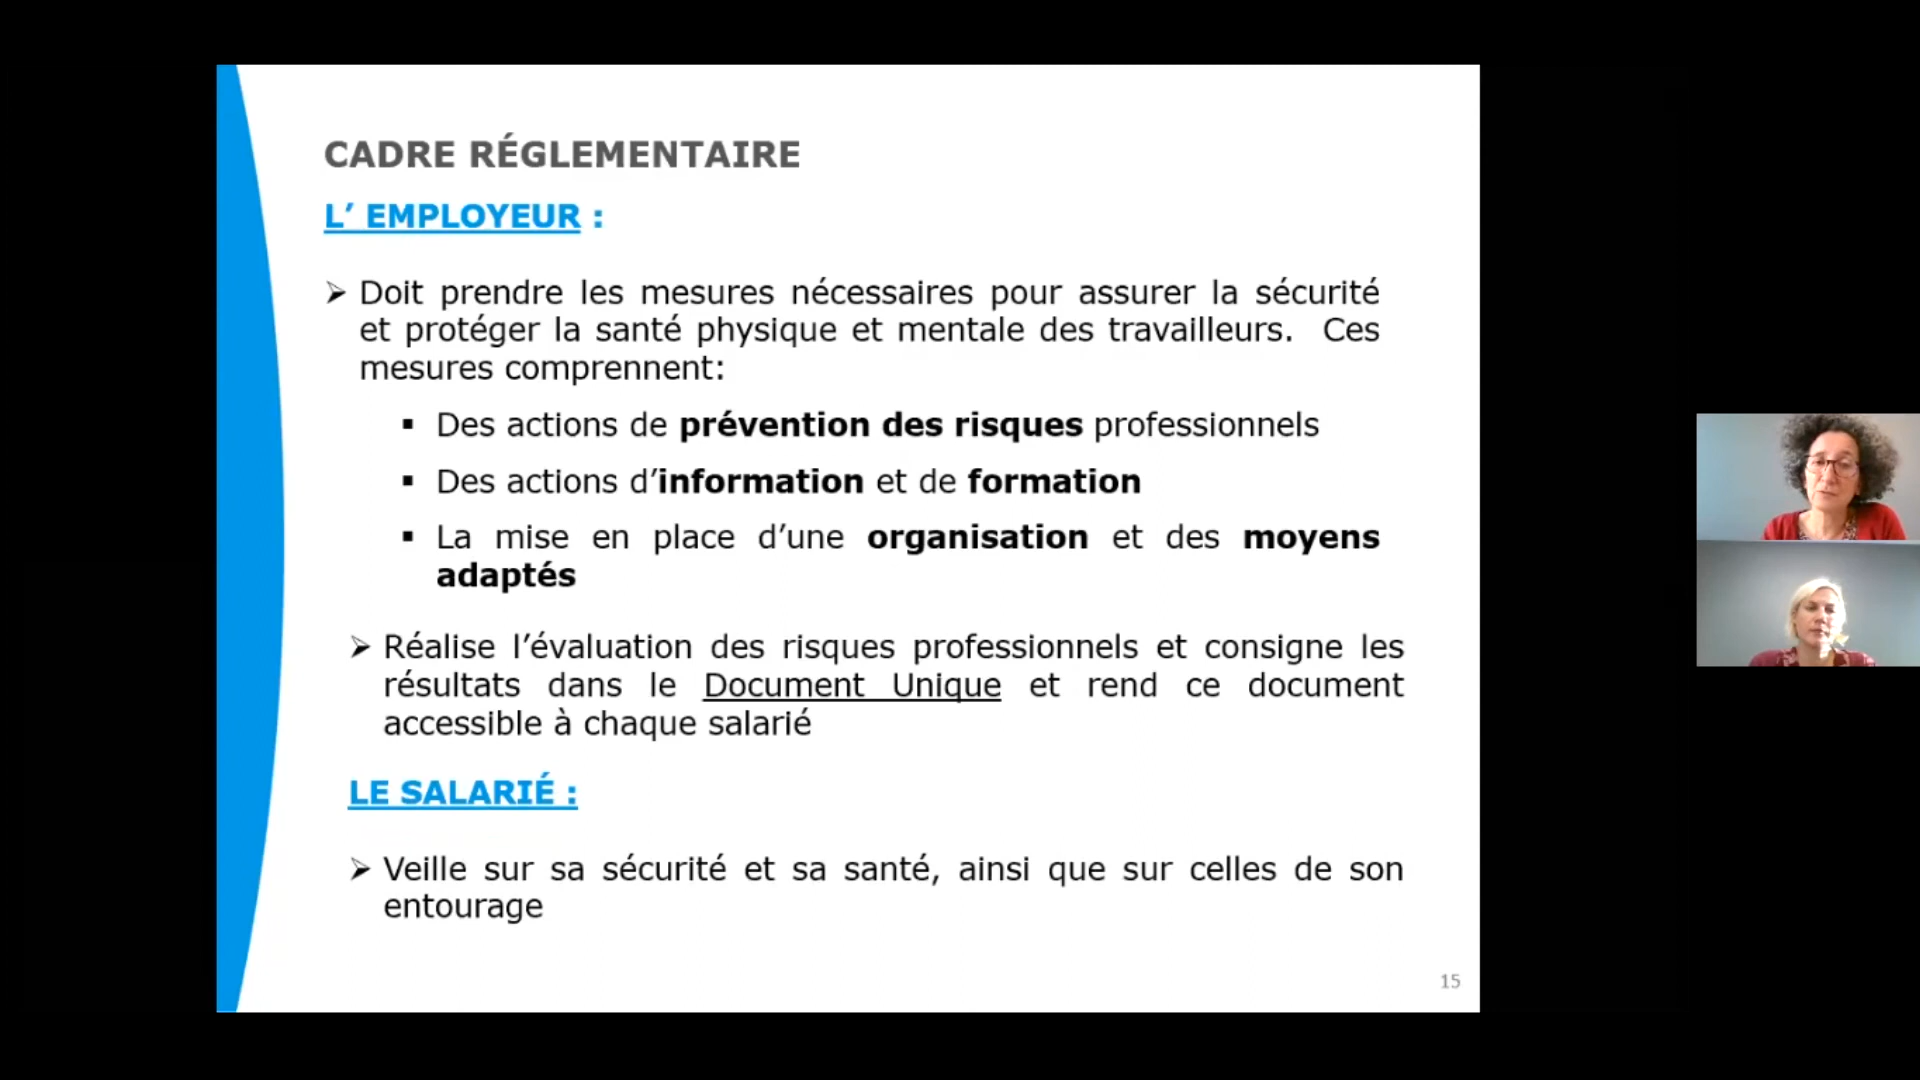 CADRE RÉGLEMENTAIRE
L’ EMPLOYEUR :
➢ Doit prendre les mesures nécessaires pour assurer la sécurité
et protéger la santé physique et mentale des travailleurs. Ces
mesures comprennent:
▪ Des actions de prévention des risques professionnels
▪ Des actions d’information et de formation
▪ La mise en place d’une organisation et des moyens
adaptés
➢ Réalise l’évaluation des risques professionnels et consigne les
résultats dans le Document Unique et rend ce document
accessible à chaque salarié
LE SALARIÉ :
➢ Veille sur sa sécurité et sa santé, ainsi que sur celles de son
entourage
15